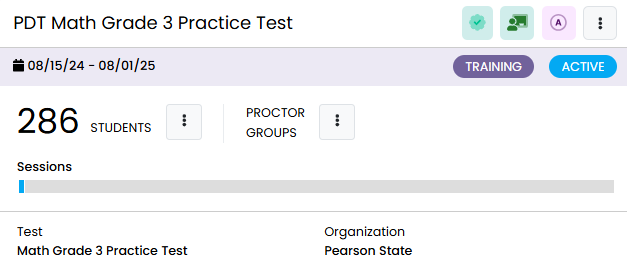 PDT Math Grade 3 Practice Test
A
08/15/24 - 08/01/25
TRAINING
ACTIVE
286 STUDENTS
PROCTOR
GROUPS
Sessions
Test
Math Grade 3 Practice Test
Organization
Pearson State